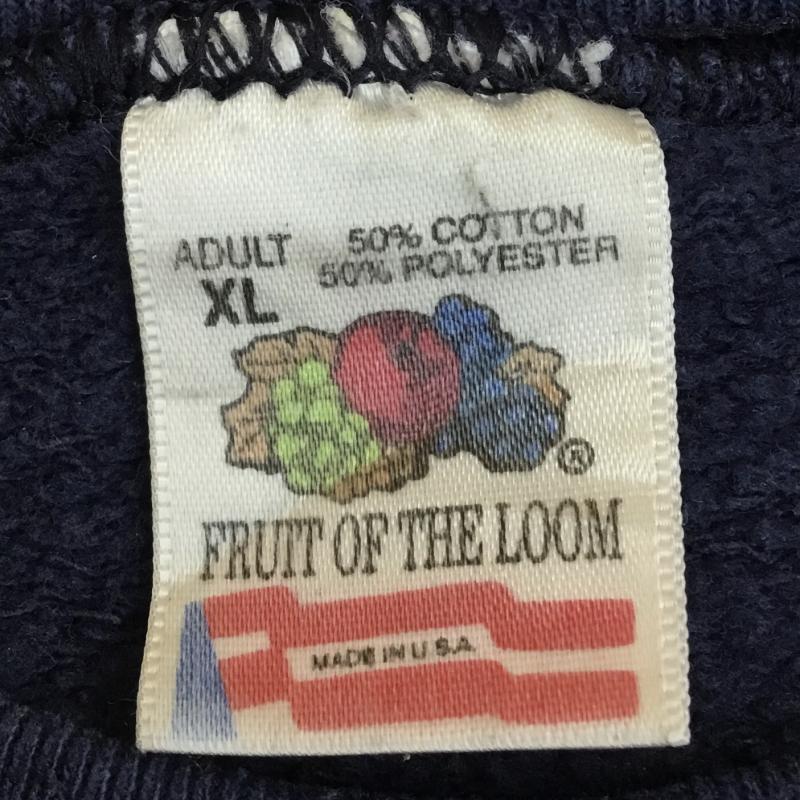 ADULT
XL
50% COTTON
50% POLYESTER
®
FRUIT OF THE LOOM
MADE IN U.S.A.